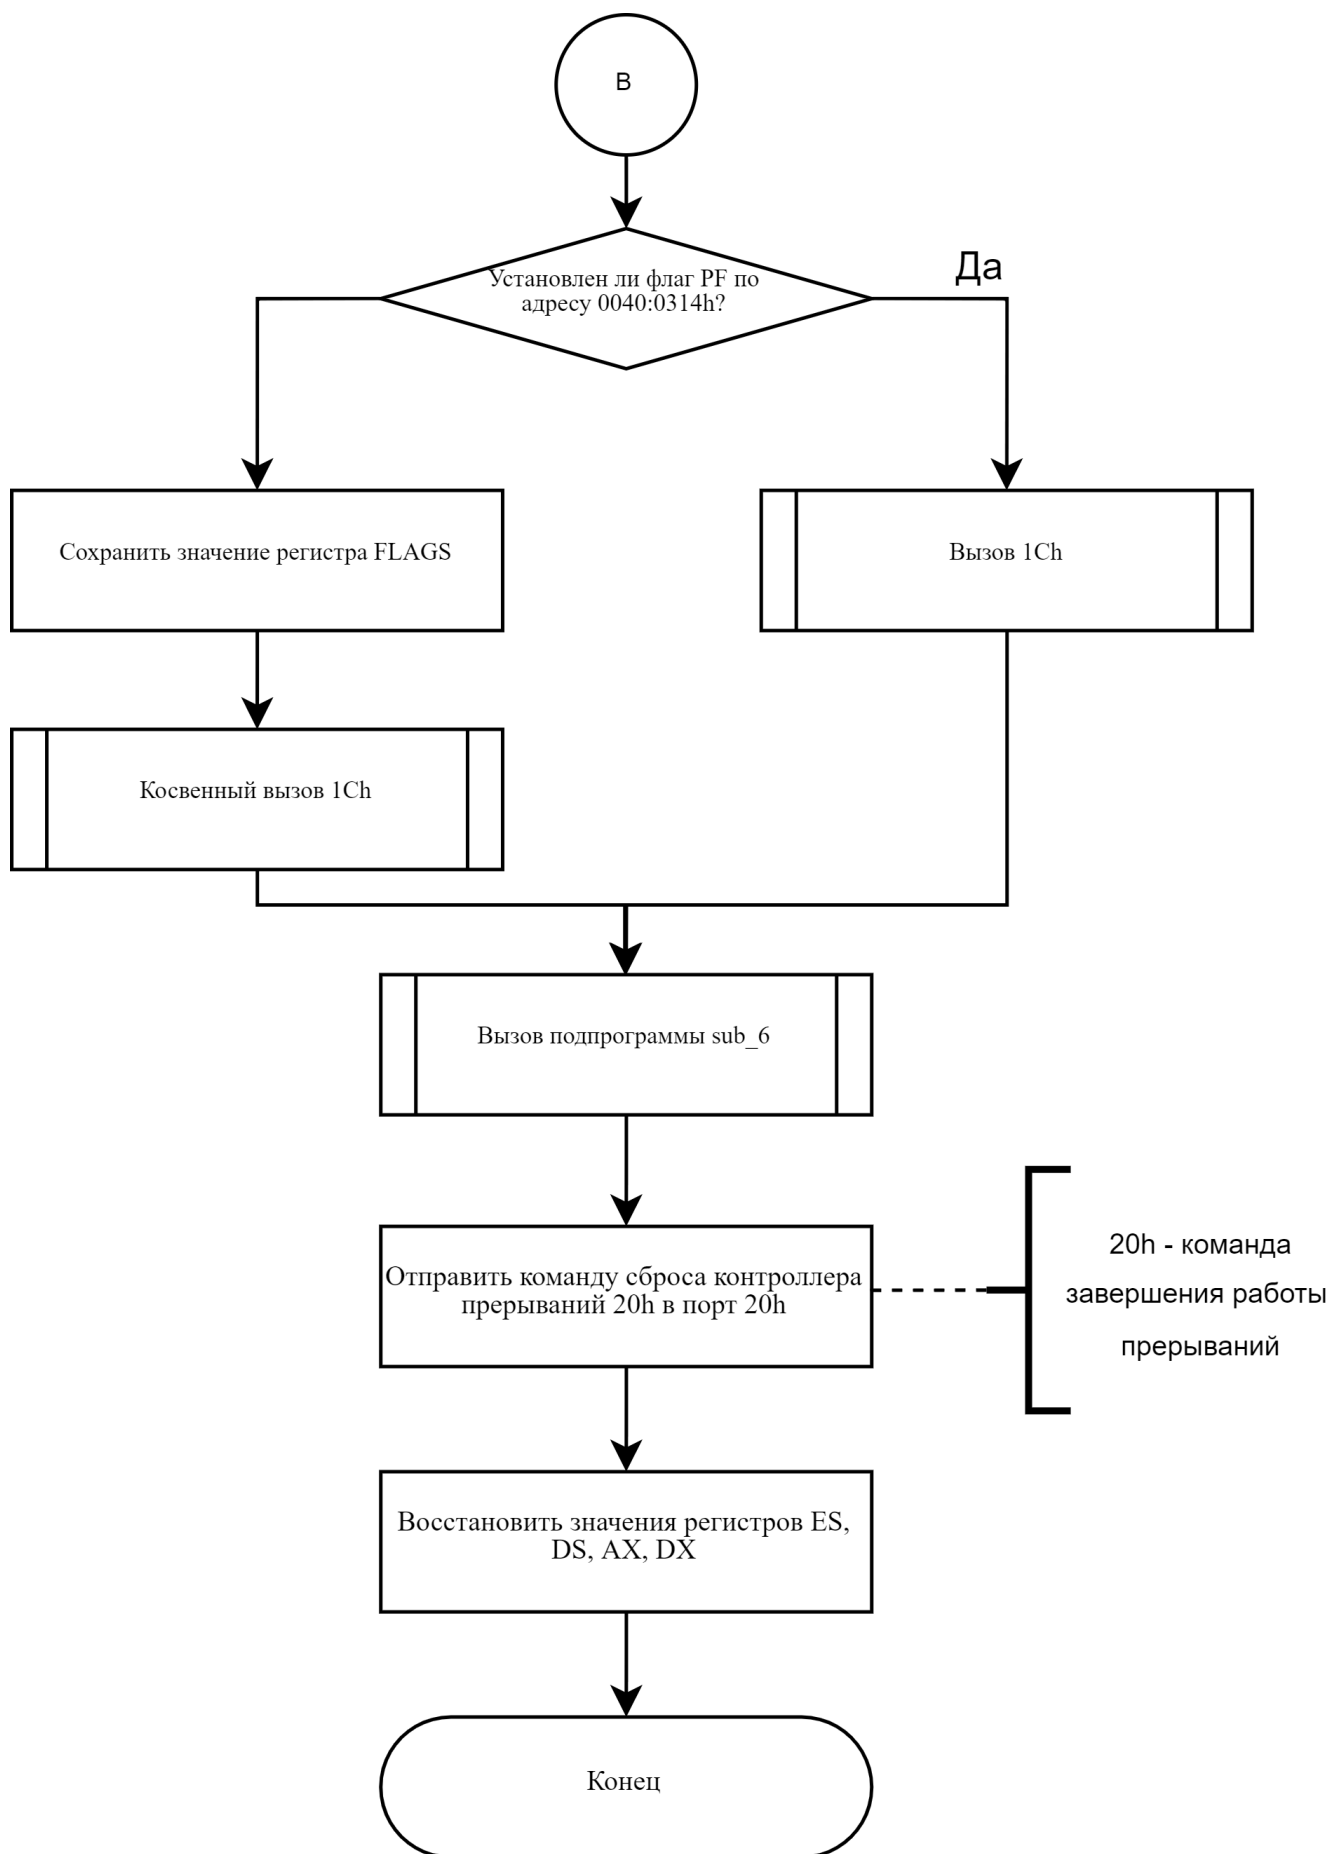 В
Установлен ли флаг PF по
адресу 0040:0314h?
Да
Сохранить значение регистра FLAGS
Вызов 1Ch
Косвенный вызов 1Ch
Вызов подпрограммы sub_6
Отправить команду сброса контроллера
прерываний 20h в порт 20h
20h - команда
завершения работы
прерываний
Восстановить значения регистров ES,
DS, AX, DX
Конец